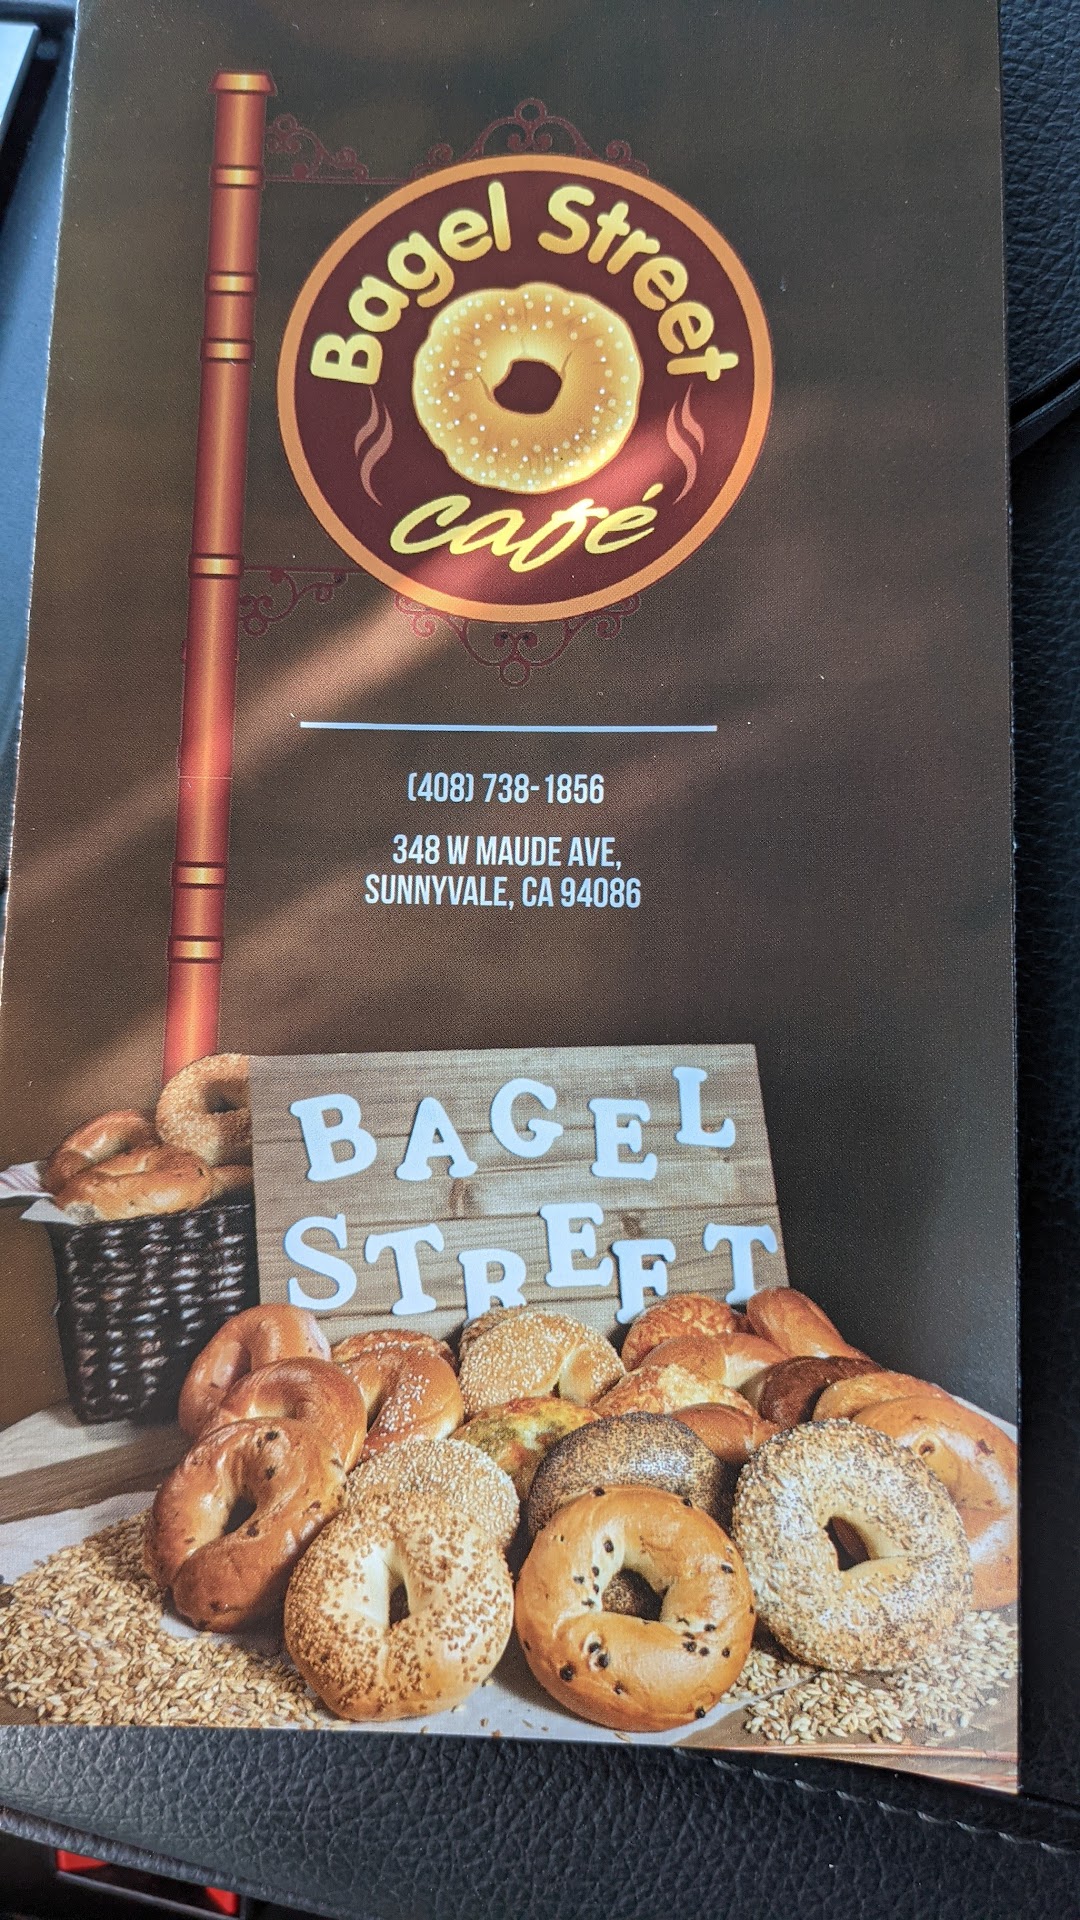 Bagel Street
Café
(408) 738-1856
348 W MAUDE AVE,
SUNNYVALE, CA 94086
BAGEL
STREET